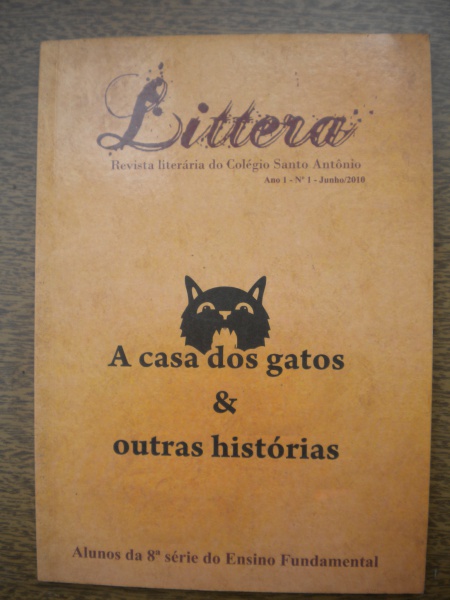 Littera
Revista literária do Colégio Santo Antônio
Ano 1 - Nº 1 - Junho/2010
A casa dos gatos
&
outras histórias
Alunos da 8ª série do Ensino Fundamental